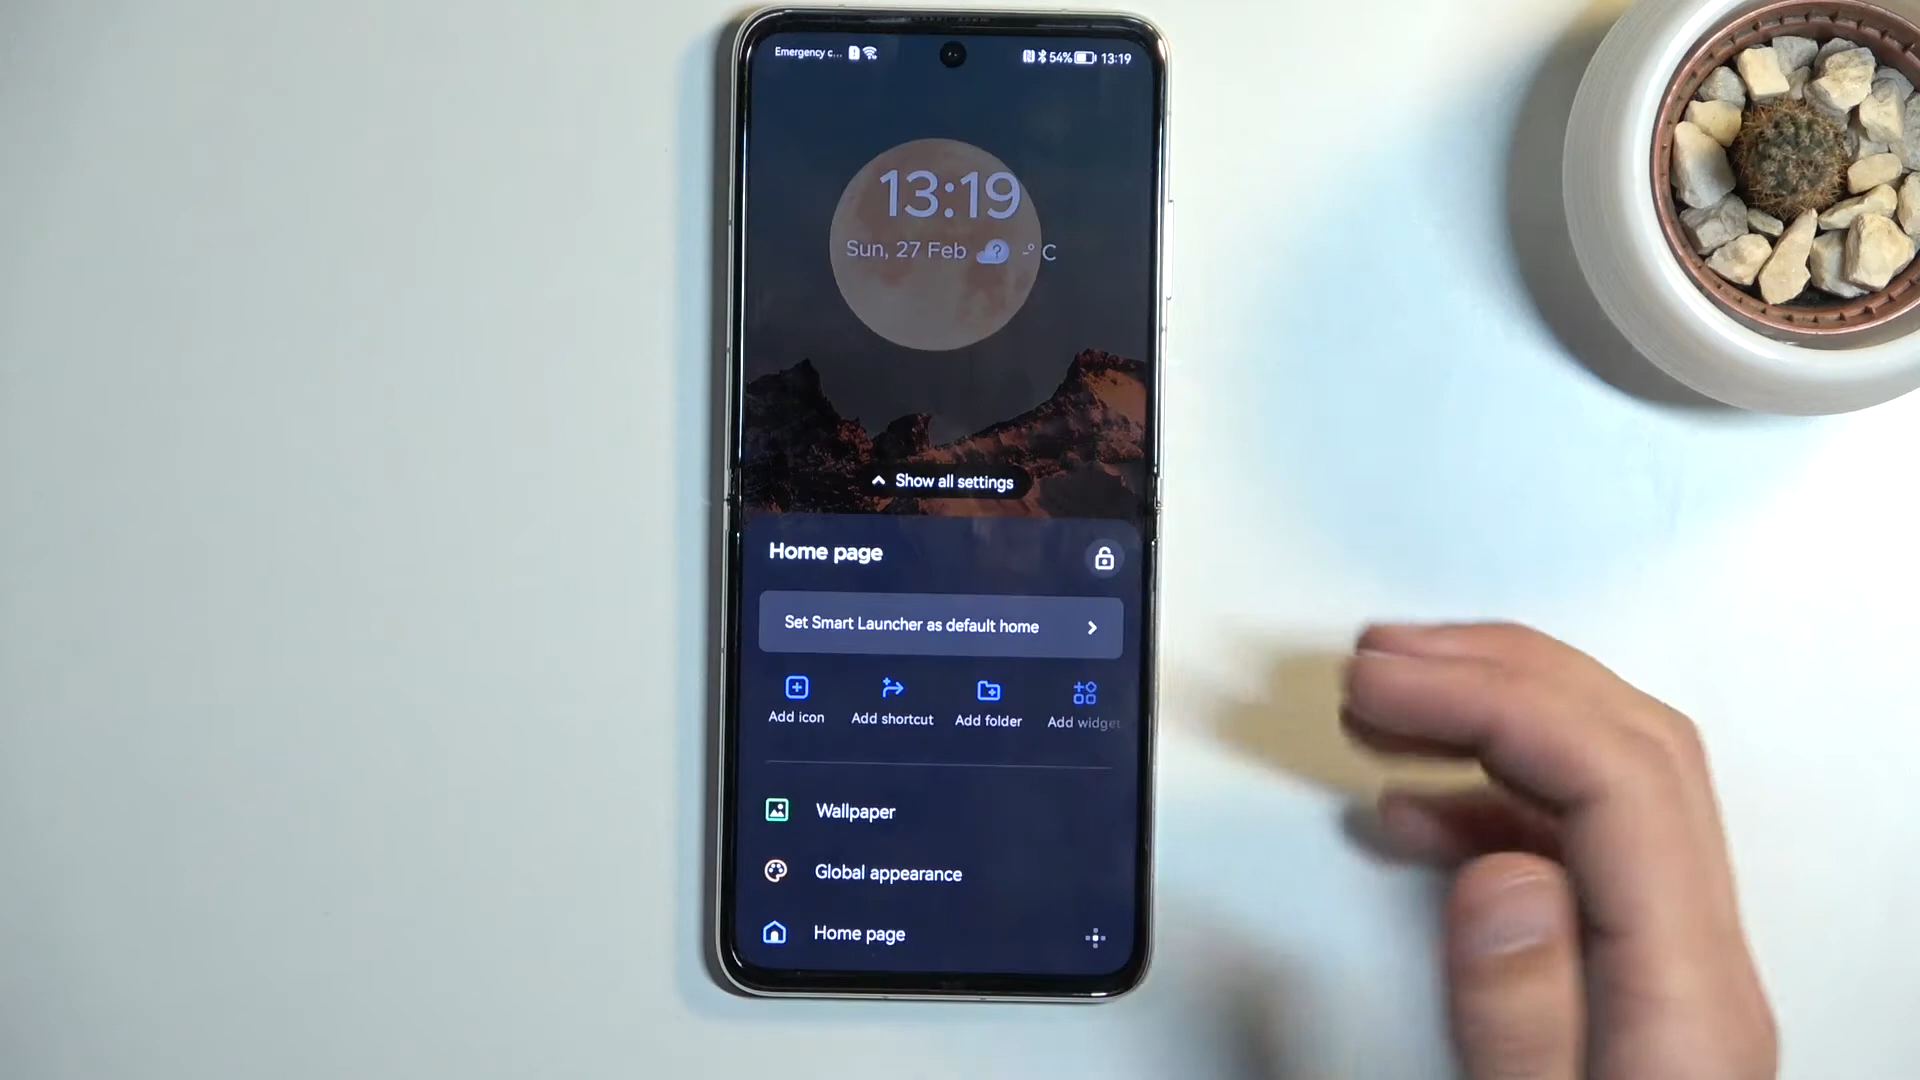 Emergency c... 54% 13:19
13:19
Sun, 27 Feb -° C
Show all settings
Home page
Set Smart Launcher as default home
Add icon Add shortcut Add folder Add widget
Wallpaper
Global appearance
Home page